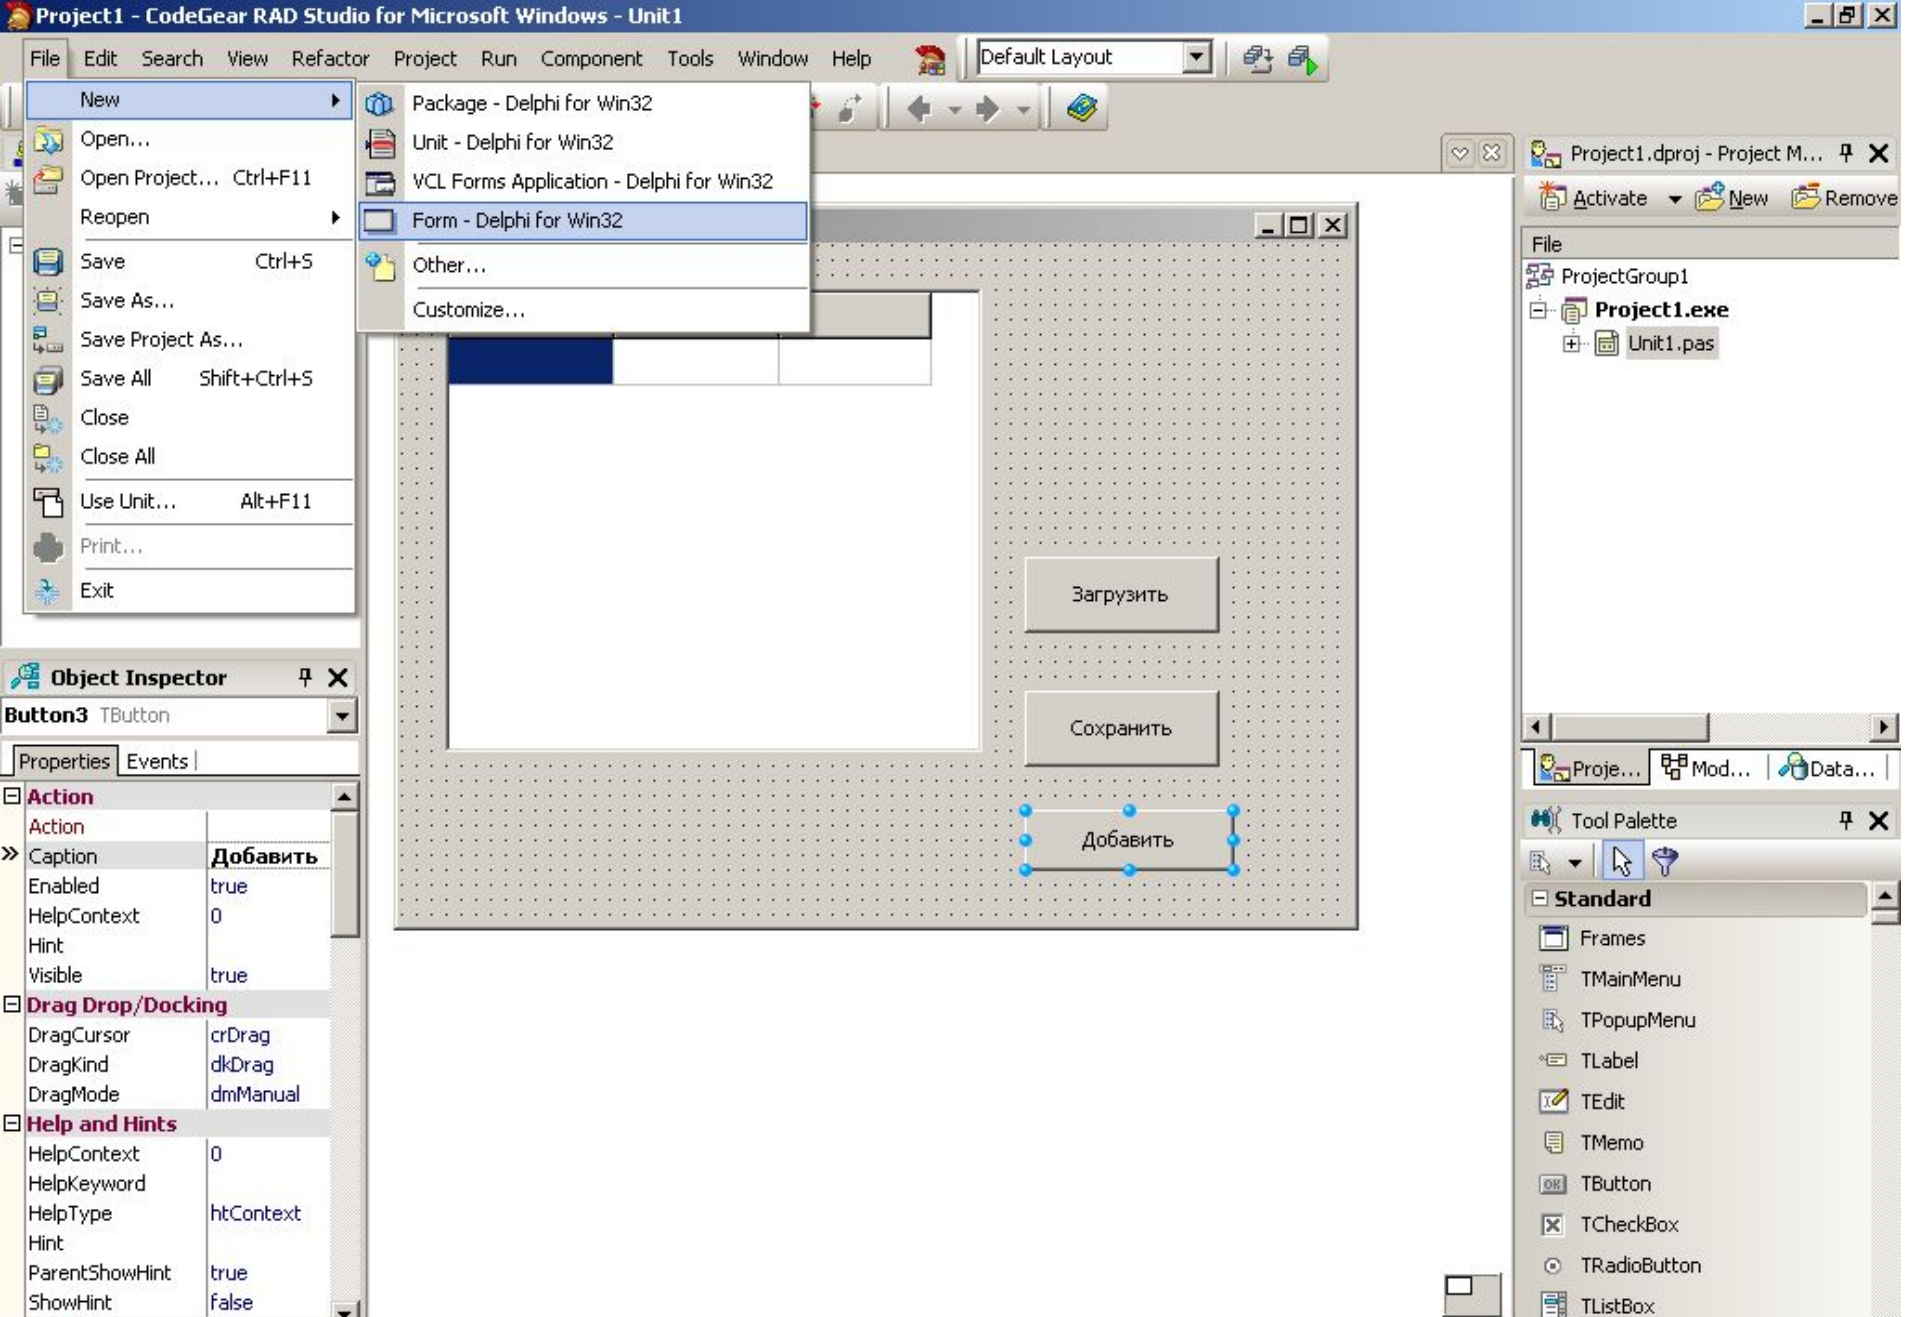 Project1 - CodeGear RAD Studio for Microsoft Windows - Unit1
File Edit Search View Refactor Project Run Component Tools Window Help Default Layout
New
Open...
Open Project... Ctrl+F11
Reopen
Save Ctrl+S
Save As...
Save Project As...
Save All Shift+Ctrl+S
Close
Close All
Use Unit... Alt+F11
Print...
Exit
Package - Delphi for Win32
Unit - Delphi for Win32
VCL Forms Application - Delphi for Win32
Form - Delphi for Win32
Other...
Customize...
Загрузить
Сохранить
Добавить
Object Inspector
Button3 TButton
Properties Events
Action
Action
Caption Добавить
Enabled true
HelpContext 0
Hint
Visible true
Drag Drop/Docking
DragCursor crDrag
DragKind dkDrag
DragMode dmManual
Help and Hints
HelpContext 0
HelpKeyword
HelpType htContext
Hint
ParentShowHint true
ShowHint false
Project1.dproj - Project M...
Activate New Remove
File
ProjectGroup1
Project1.exe
Unit1.pas
Proje... Mod... Data...
Tool Palette
Standard
Frames
TMainMenu
TPopupMenu
TLabel
TEdit
TMemo
TButton
TCheckBox
TRadioButton
TListBox